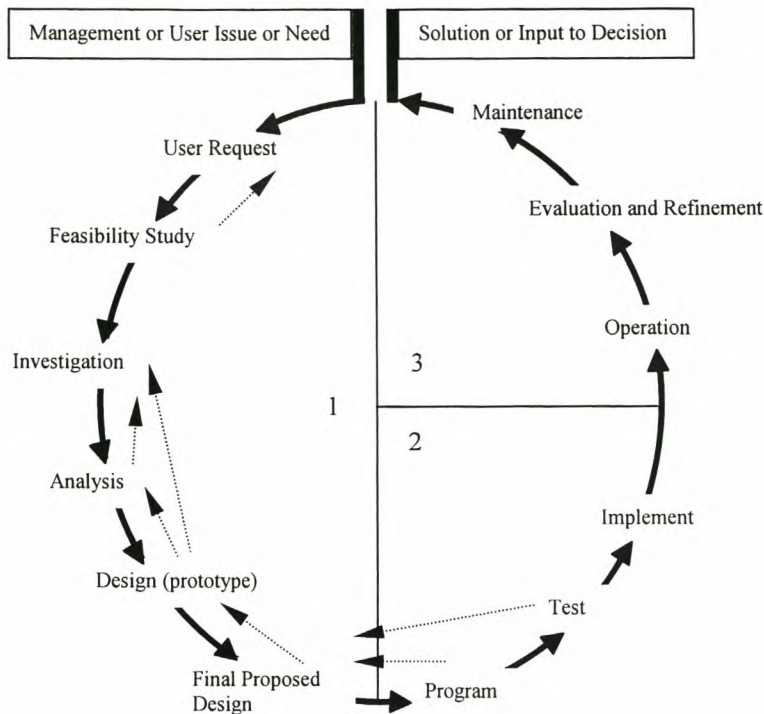 Management or User Issue or Need
Solution or Input to Decision
User Request
Feasibility Study
Investigation
Analysis
Design (prototype)
Final Proposed
Design
Program
Test
Implement
Operation
Evaluation and Refinement
Maintenance
1
2
3